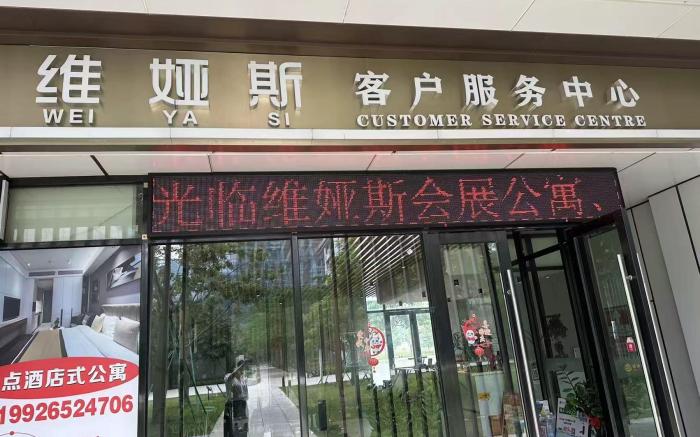 维娅斯 客户服务中心
WEI YA SI CUSTOMER SERVICE CENTRE
光临维娅斯会展公寓、
点酒店式公寓
19926524706